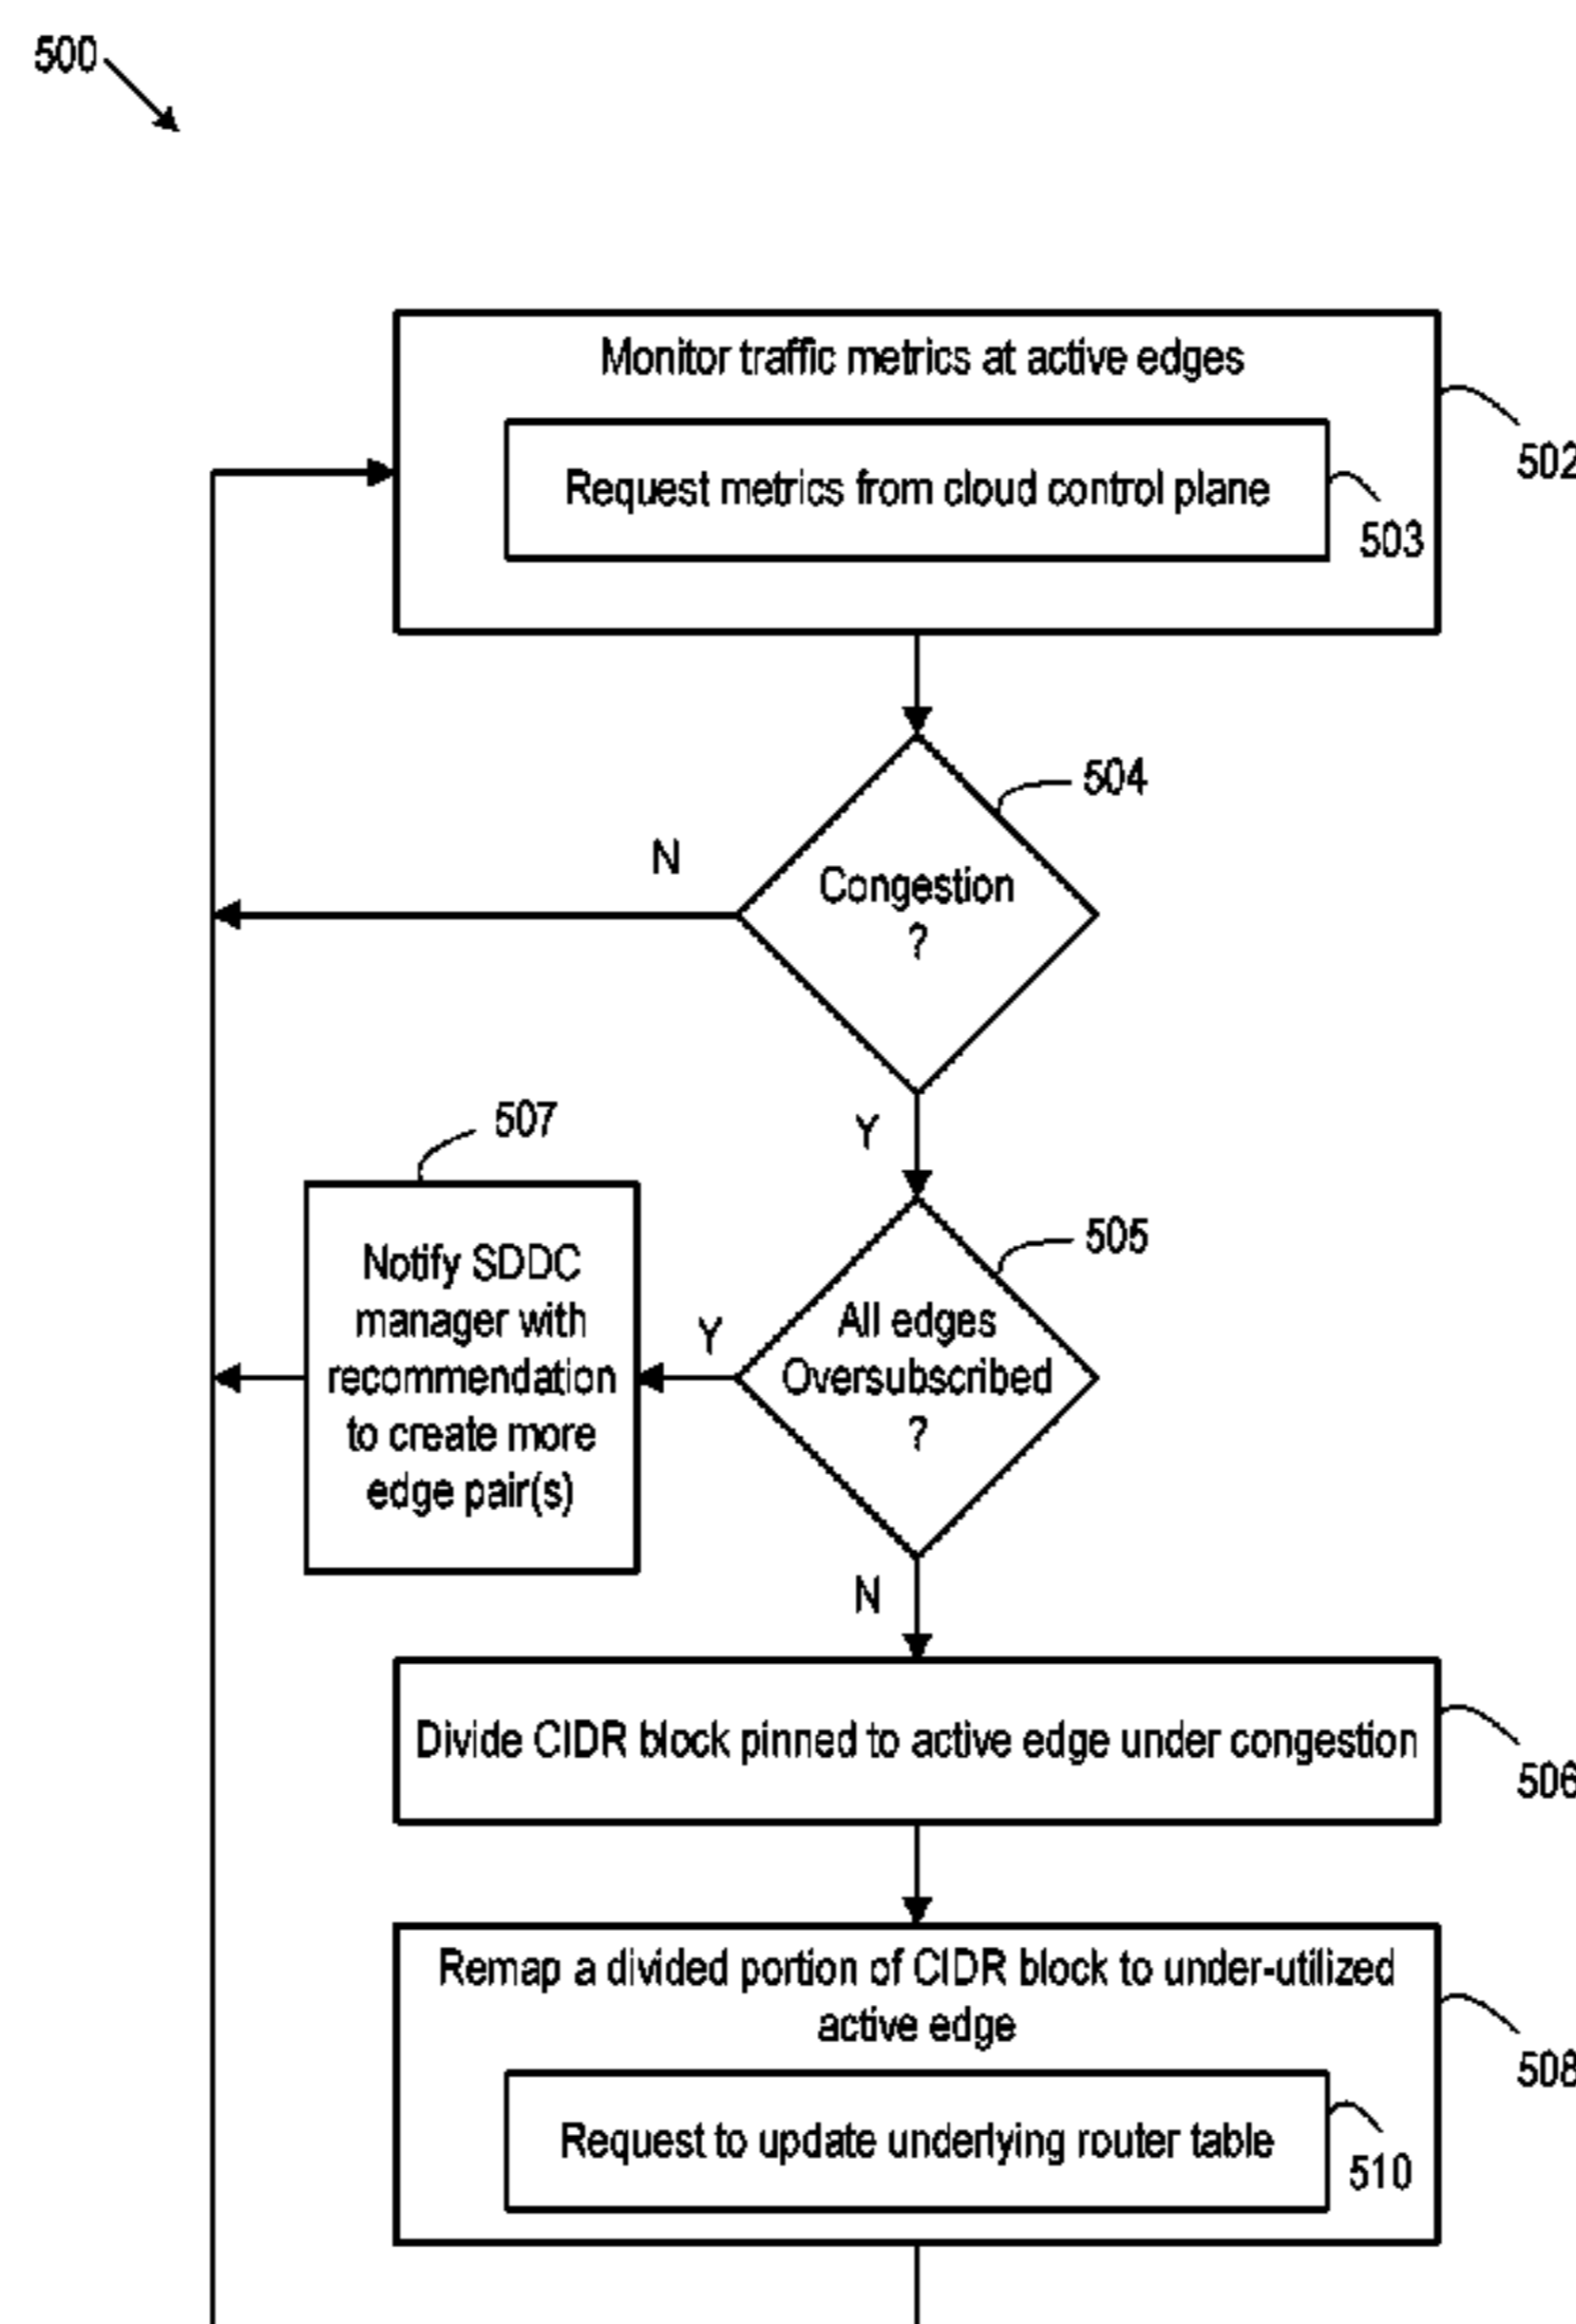 500
Monitor traffic metrics at active edges
502
Request metrics from cloud control plane
503
504
N
Congestion
?
Y
507
505
Notify SDDC
manager with
recommendation
to create more
edge pair(s)
Y
All edges
Oversubscribed
?
N
Divide CIDR block pinned to active edge under congestion
506
Remap a divided portion of CIDR block to under-utilized
active edge
508
Request to update underlying router table
510